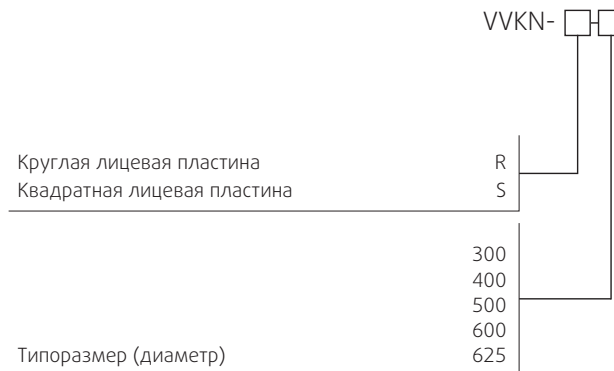 VVKN- -
Круглая лицевая пластина R
Квадратная лицевая пластина S
300
400
500
600
Типоразмер (диаметр) 625